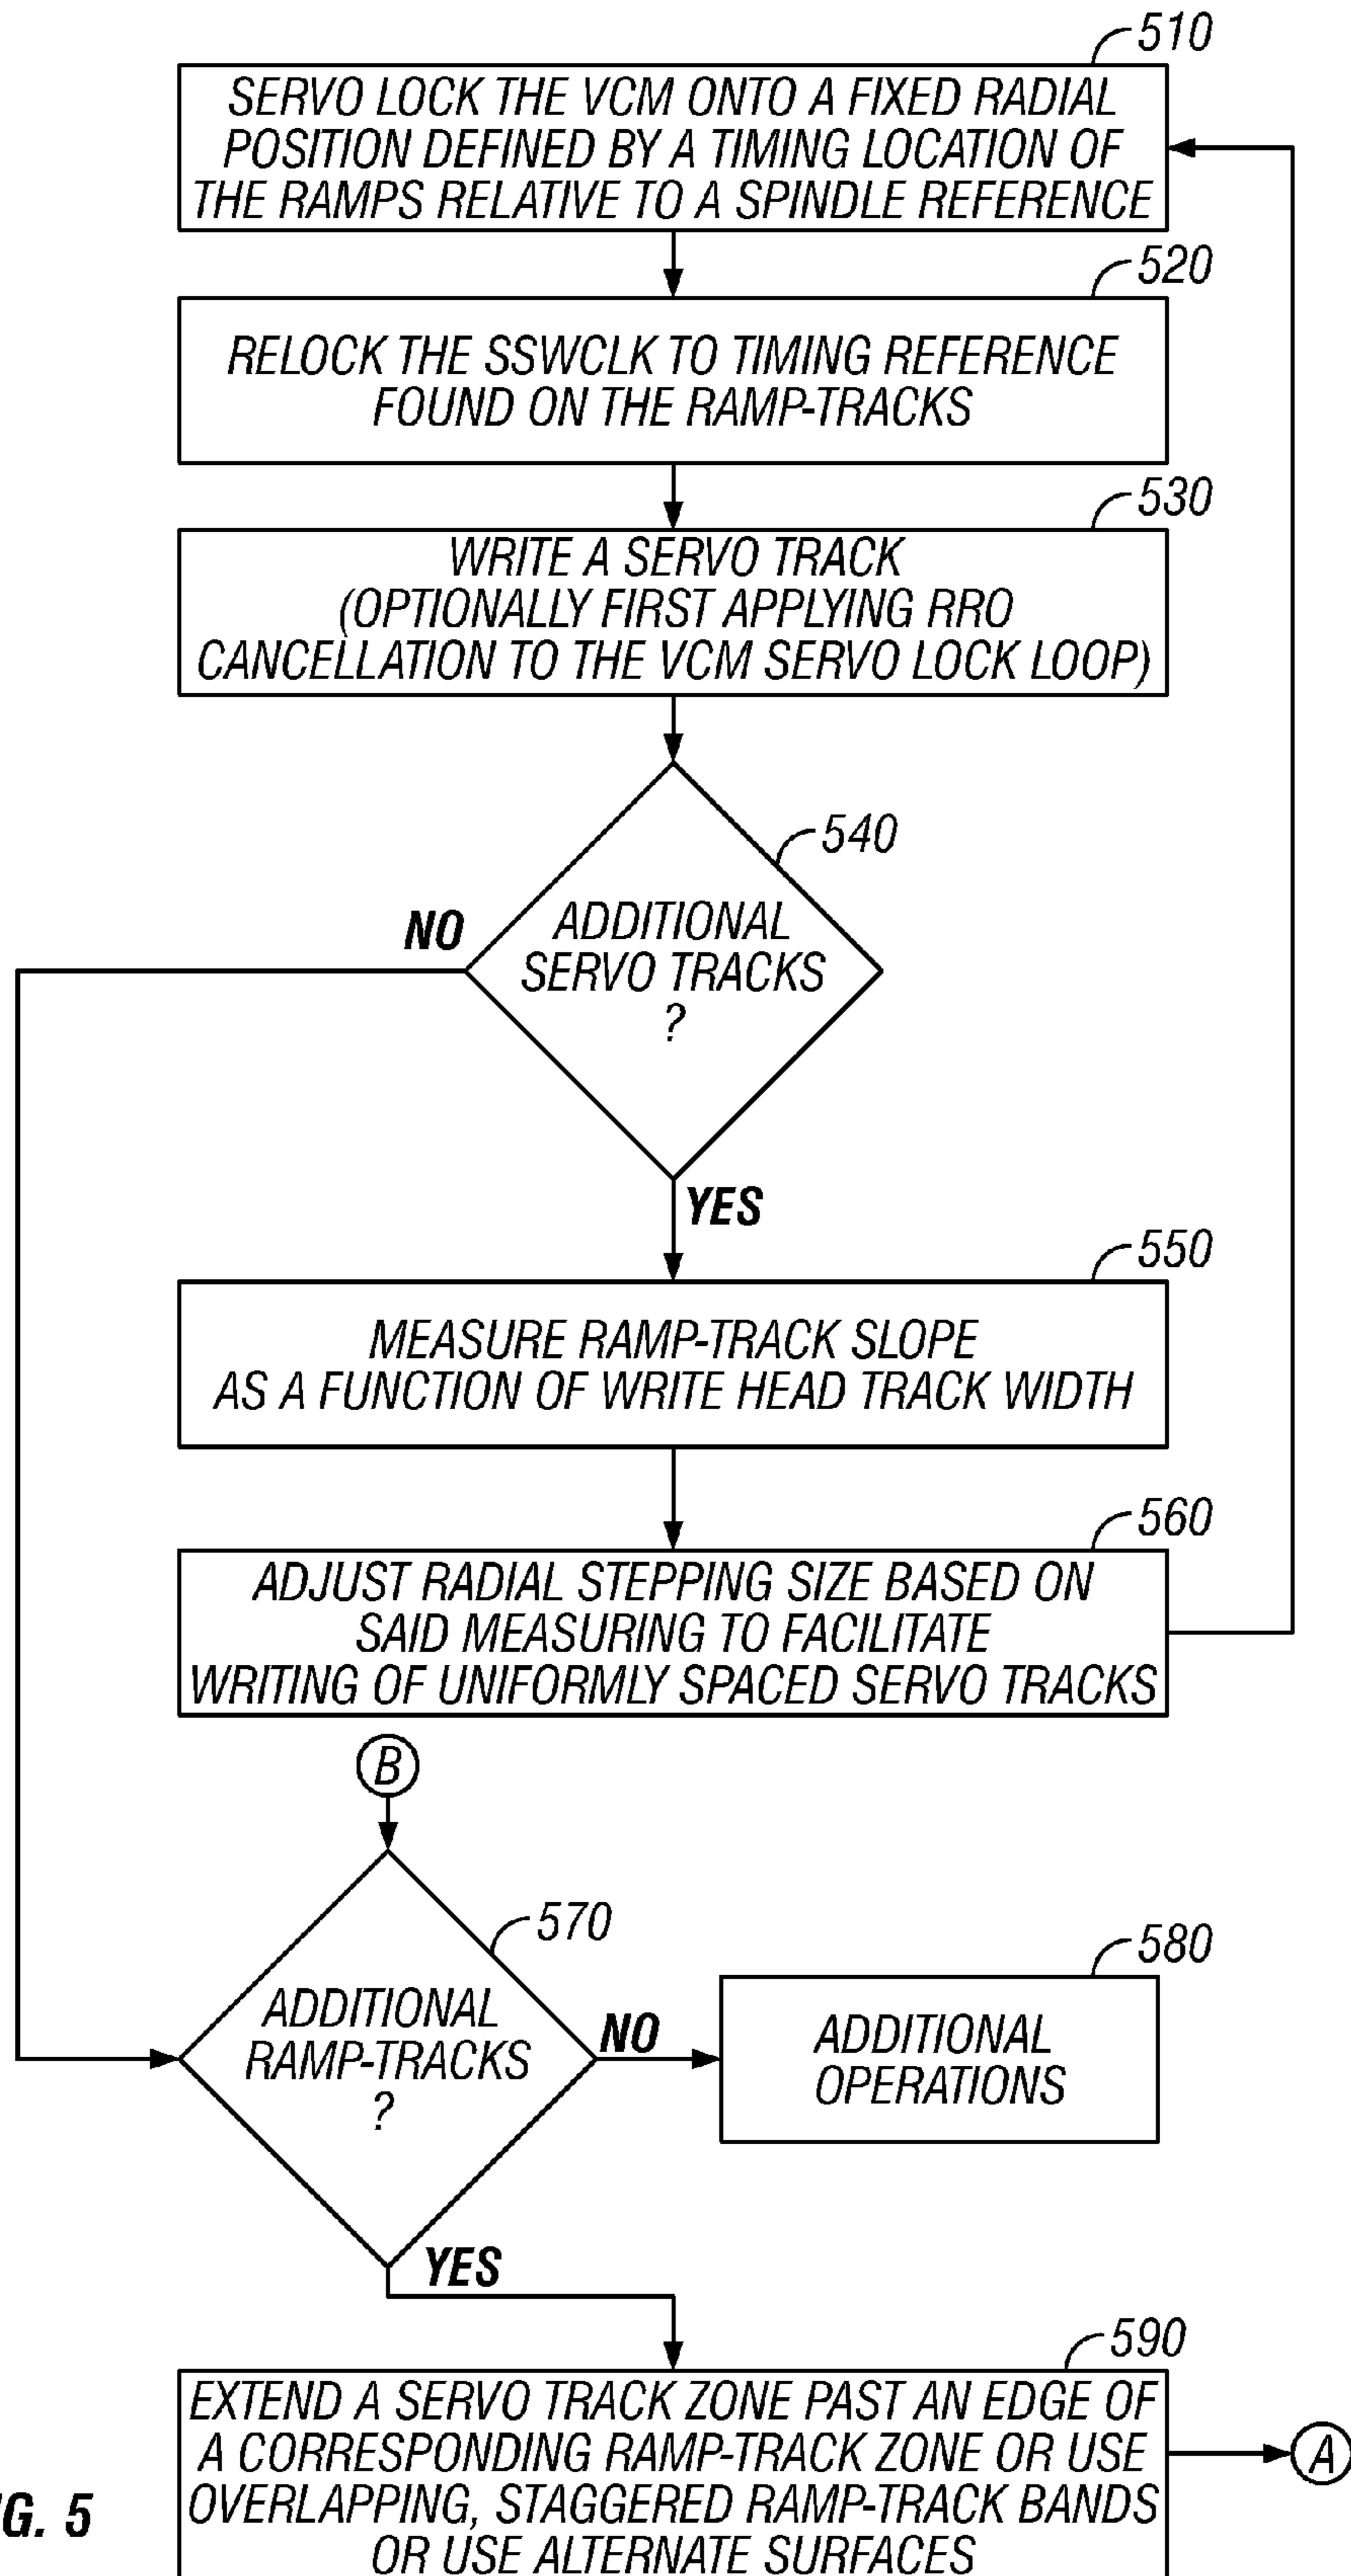 510
SERVO LOCK THE VCM ONTO A FIXED RADIAL
POSITION DEFINED BY A TIMING LOCATION OF
THE RAMPS RELATIVE TO A SPINDLE REFERENCE
520
RELOCK THE SSWCLK TO TIMING REFERENCE
FOUND ON THE RAMP-TRACKS
530
WRITE A SERVO TRACK
(OPTIONALLY FIRST APPLYING RRO
CANCELLATION TO THE VCM SERVO LOCK LOOP)
540
NO
ADDITIONAL
SERVO TRACKS
?
YES
550
MEASURE RAMP-TRACK SLOPE
AS A FUNCTION OF WRITE HEAD TRACK WIDTH
560
ADJUST RADIAL STEPPING SIZE BASED ON
SAID MEASURING TO FACILITATE
WRITING OF UNIFORMLY SPACED SERVO TRACKS
B
570
ADDITIONAL
RAMP-TRACKS
?
NO
580
ADDITIONAL
OPERATIONS
YES
590
EXTEND A SERVO TRACK ZONE PAST AN EDGE OF
A CORRESPONDING RAMP-TRACK ZONE OR USE
OVERLAPPING, STAGGERED RAMP-TRACK BANDS
OR USE ALTERNATE SURFACES
A
G. 5